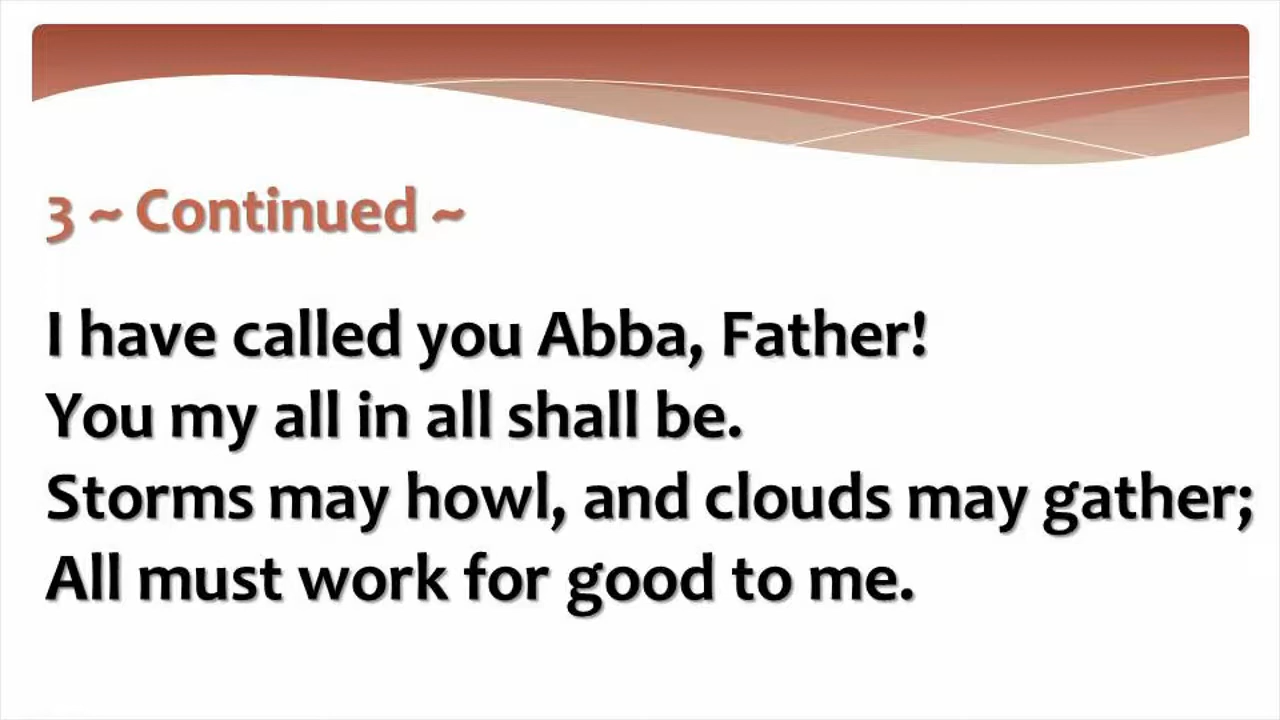 3 ~ Continued ~
I have called you Abba, Father!
You my all in all shall be.
Storms may howl, and clouds may gather;
All must work for good to me.